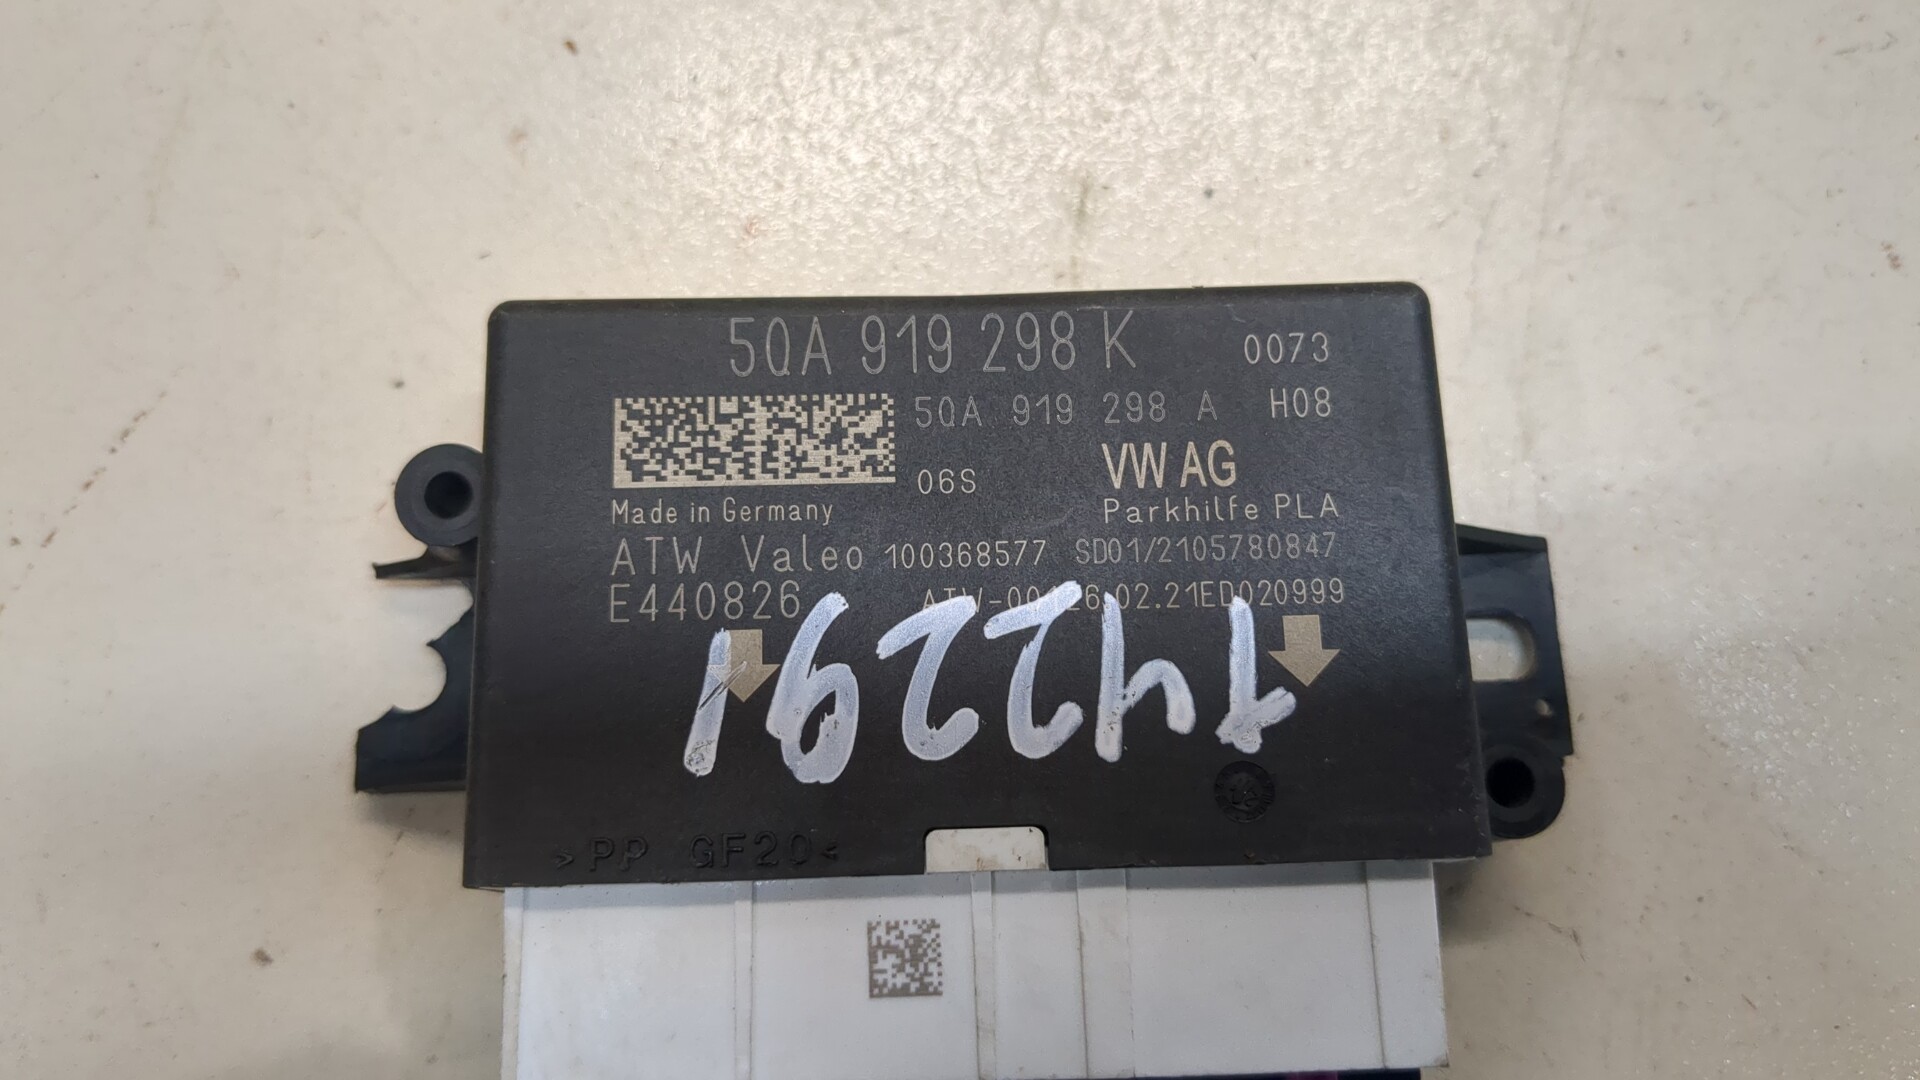 5QA 919 298 K 0073
5QA 919 298 A H08
06S VW AG
Made in Germany Parkhilfe PLA
ATW Valeo 100368577 SD01/2105780847
E440826
>PP GF20<